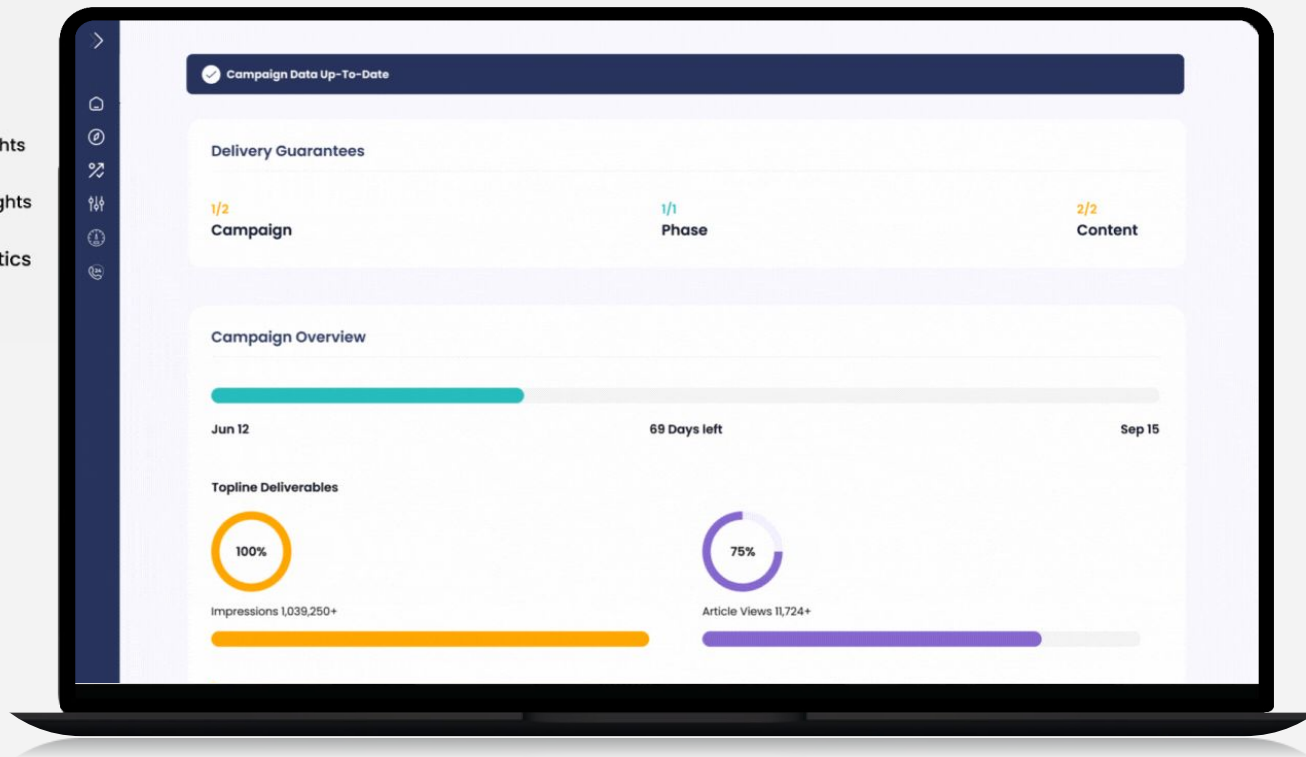 hts
ghts
tics
Campaign Data Up-To-Date
Delivery Guarantees
1/2
Campaign
1/1
Phase
2/2
Content
Campaign Overview
Jun 12
69 Days left
Sep 15
Topline Deliverables
100%
75%
Impressions 1,039,250+
Article Views 11,724+